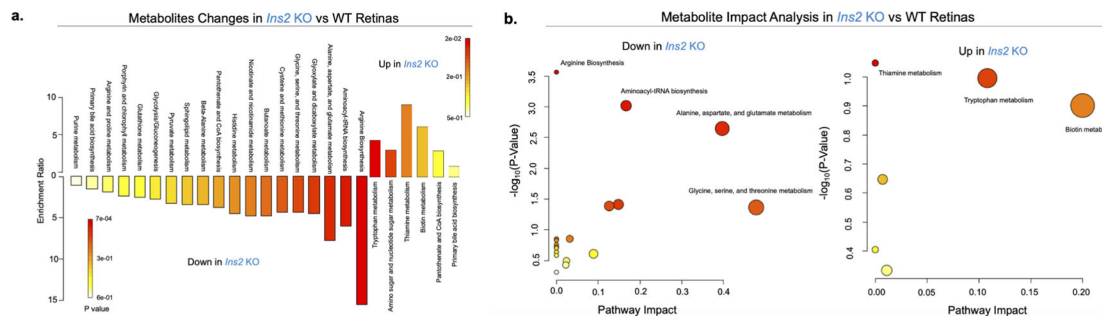 a.
Metabolites Changes in Ins2 KO vs WT Retinas
Up in Ins2 KO
2e-02
2e-01
5e-01
Enrichment Ratio
10
5
0
5
10
15
Purine metabolism
Primary bile acid biosynthesis
Arginine and proline metabolism
Porphyrin and chlorophyll metabolism
Glutathione metabolism
Glycolysis/Gluconeogenesis
Pyruvate metabolism
Sphingolipid metabolism
Beta-Alanine metabolism
Pantothenate and CoA biosynthesis
Histidine metabolism
Nicotinate and nicotinamide metabolism
Butanoate metabolism
Cysteine and methionine metabolism
Glycine, serine, and threonine metabolism
Glyoxylate and dicaboxylate metabolism
Alanine, aspartate, and glutamate metabolism
Aminoacyl-tRNA biosynthesis
Arginine Biosynthesis
Tryptophan metabolism
Amino sugar and nucleotide sugar metabolism
Thiamine metabolism
Biotin metabolism
Pantothenate and CoA biosynthesis
Primary bile acid biosynthesis
7e-04
3e-01
6e-01
P value
Down in Ins2 KO
b.
Metabolite Impact Analysis in Ins2 KO vs WT Retinas
Down in Ins2 KO
-log10(P-Value)
3.5
3.0
2.5
2.0
1.5
1.0
0.5
Arginine Biosynthesis
Aminoacyl-tRNA biosynthesis
Alanine, aspartate, and glutamate metabolism
Glycine, serine, and threonine metabolism
0.0 0.1 0.2 0.3 0.4
Pathway Impact
Up in Ins2 KO
-log10(P-Value)
1.0
0.9
0.8
0.7
0.6
0.5
0.4
Thiamine metabolism
Tryptophan metabolism
Biotin metab
0.00 0.05 0.10 0.15 0.20
Pathway Impact